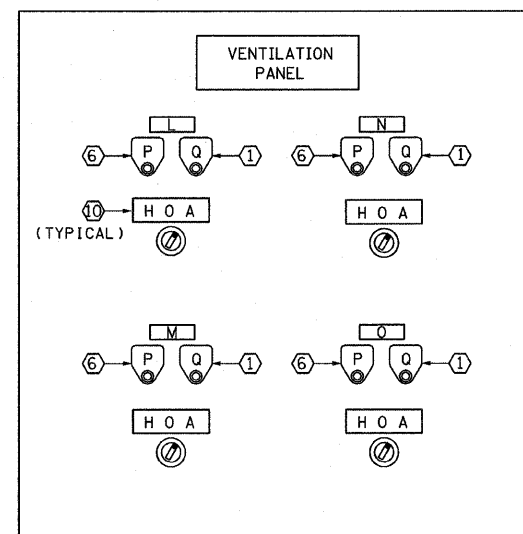 VENTILATION
PANEL
L N
6 P Q 1 6 P Q 1
10 H O A H O A
(TYPICAL)
M O
6 P Q 1 6 P Q 1
H O A H O A